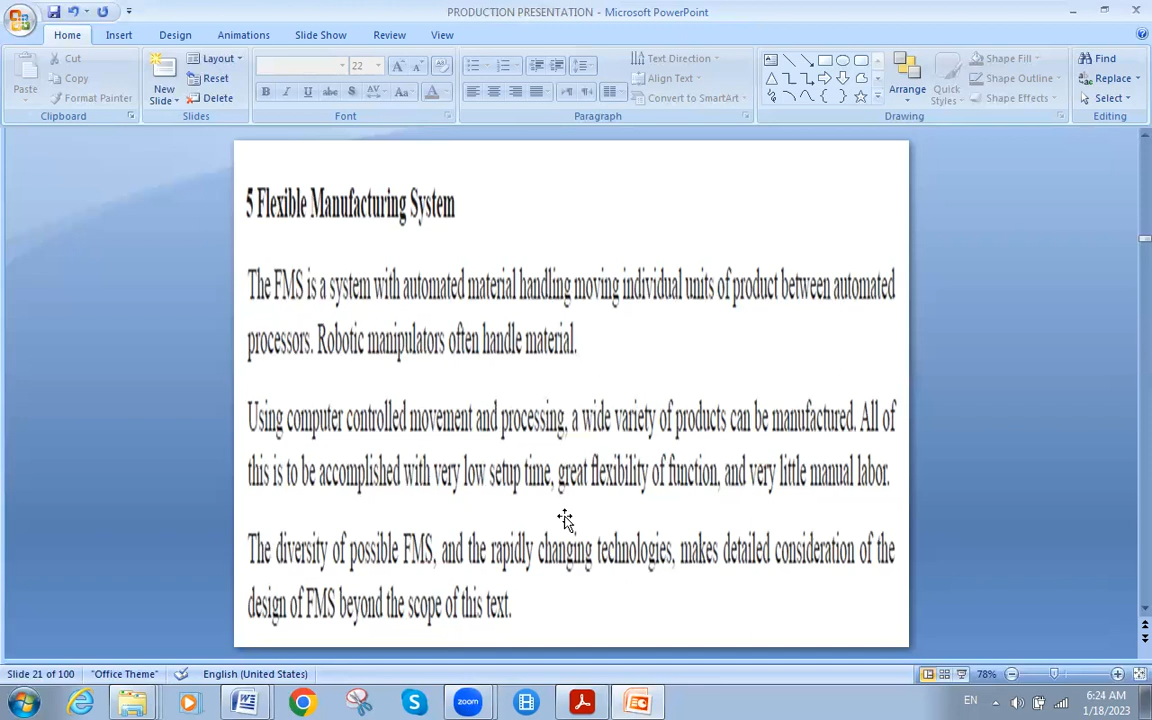 PRODUCTION PRESENTATION - Microsoft PowerPoint
Home Insert Design Animations Slide Show Review View
Cut
Copy
Format Painter
Paste
Clipboard
New Slide
Layout
Reset
Delete
Slides
22
B I U abc S AV Aa A
Font
Text Direction
Align Text
Convert to SmartArt
Paragraph
Arrange
Quick Styles
Shape Fill
Shape Outline
Shape Effects
Drawing
Find
Replace
Select
Editing
5 Flexible Manufacturing System
The FMS is a system with automated material handling moving individual units of product between automated
processors. Robotic manipulators often handle material.
Using computer controlled movement and processing, a wide variety of products can be manufactured. All of
this is to be accomplished with very low setup time, great flexibility of function, and very little manual labor.
The diversity of possible FMS, and the rapidly changing technologies, makes detailed consideration of the
design of FMS beyond the scope of this text.
Slide 21 of 100 "Office Theme" English (United States) 78%
zoom
EN
6:24 AM
1/18/2023